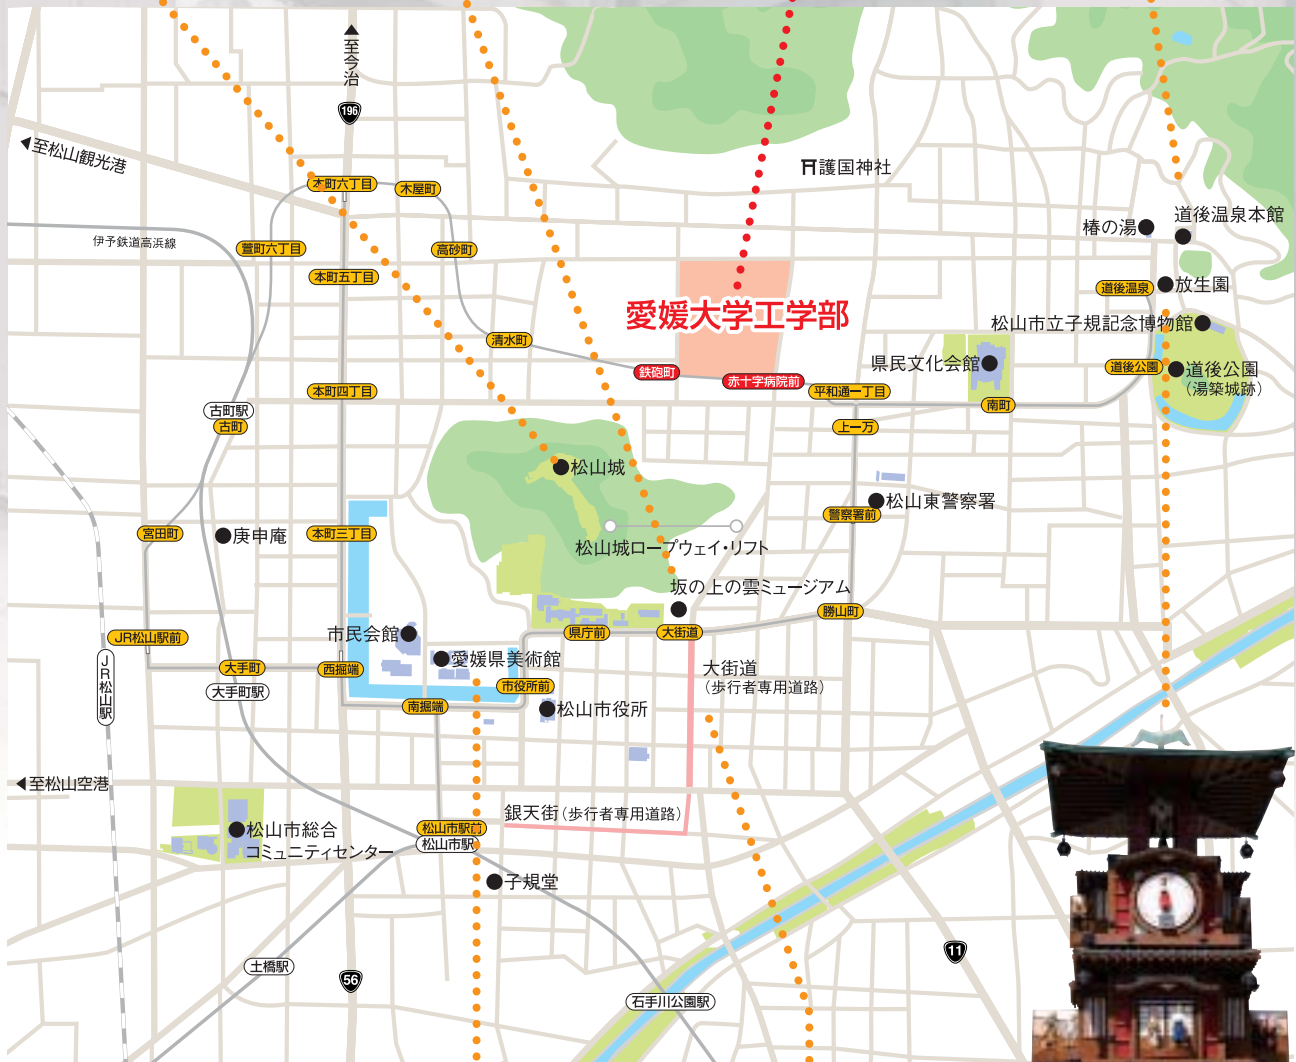 ▲至今治
196
◀至松山観光港
护国神社
本町六丁目
木屋町
椿の湯
道後温泉本館
伊予鉄道高浜線
萱町六丁目
高砂町
本町五丁目
道後温泉
放生園
愛媛大学工学部
松山市立子規記念博物館
清水町
県民文化会館
道後公園
道後公園
(湯築城跡)
鉄砲町
赤十字病院前
平和通一丁目
本町四丁目
南町
古町駅
古町
上一万
松山城
松山東警察署
警察署前
宮田町
庚申庵
本町三丁目
松山城ロープウェイ・リフト
坂の上の雲ミュージアム
勝山町
JR松山駅前
市民会館
県庁前
大街道
愛媛県美術館
大手町
西堀端
大街道
(歩行者専用道路)
JR松山駅
大手町駅
市役所前
南堀端
松山市役所
◀至松山空港
銀天街(歩行者専用道路)
松山市総合
コミュニティセンター
松山市駅前
松山市駅
子規堂
土橋駅
56
11
石手川公園駅